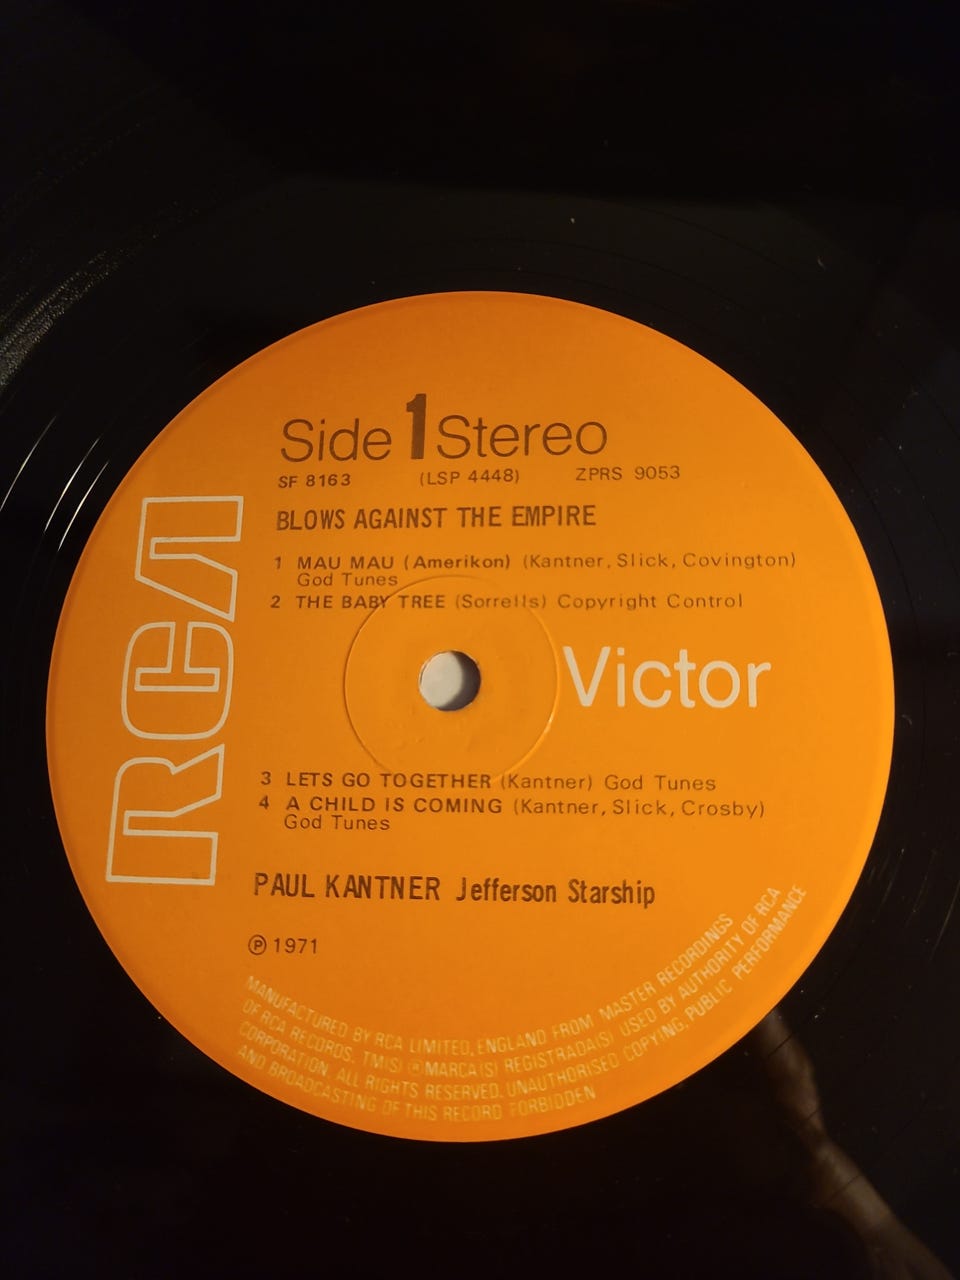 Side 1 Stereo
SF 8163 (LSP 4448) ZPRS 9053
BLOWS AGAINST THE EMPIRE
1 MAU MAU (Amerikon) (Kantner, Slick, Covington)
God Tunes
2 THE BABY TREE (Sorrells) Copyright Control
RCA
Victor
3 LETS GO TOGETHER (Kantner) God Tunes
4 A CHILD IS COMING (Kantner, Slick, Crosby)
God Tunes
PAUL KANTNER Jefferson Starship
Ⓟ 1971
MANUFACTURED BY RCA LIMITED, ENGLAND FROM MASTER RECORDINGS
OF RCA RECORDS. TM(S) ® MARCA(S) REGISTRADA(S) USED BY AUTHORITY OF RCA
CORPORATION. ALL RIGHTS RESERVED. UNAUTHORISED COPYING, PUBLIC PERFORMANCE
AND BROADCASTING OF THIS RECORD FORBIDDEN